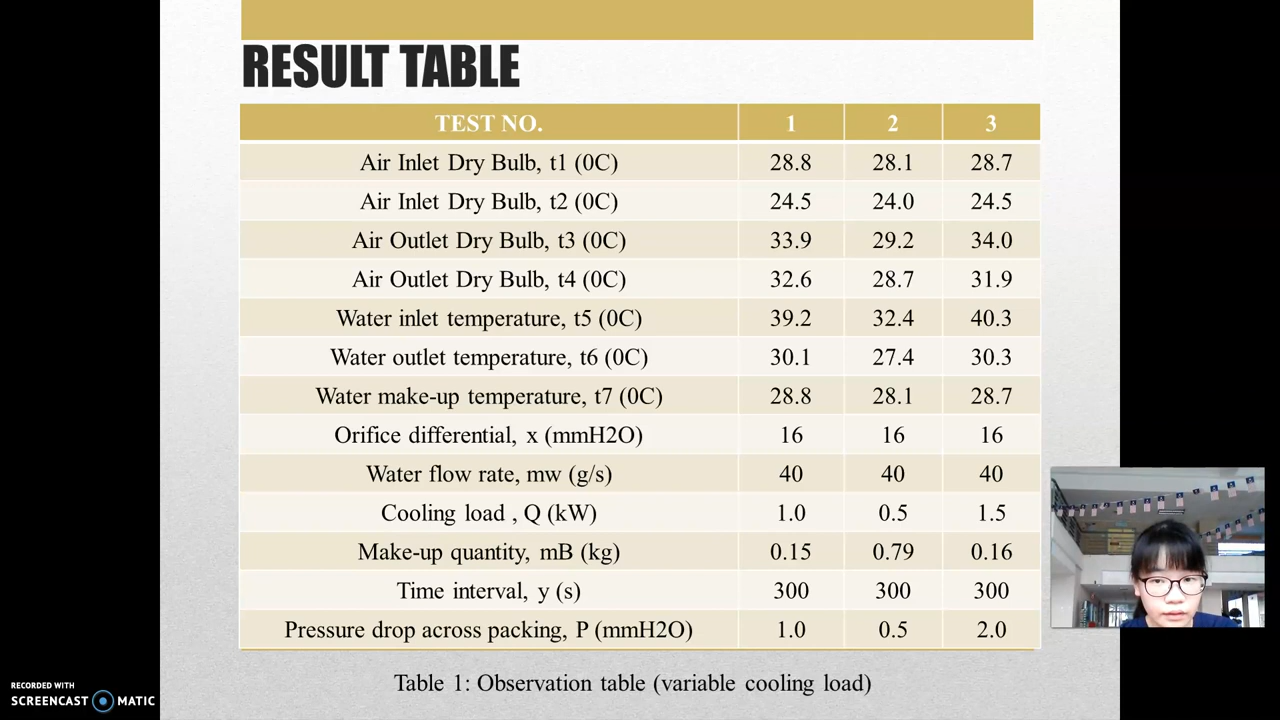 RESULT TABLE
TEST NO. 1 2 3
Air Inlet Dry Bulb, t1 (0C) 28.8 28.1 28.7
Air Inlet Dry Bulb, t2 (0C) 24.5 24.0 24.5
Air Outlet Dry Bulb, t3 (0C) 33.9 29.2 34.0
Air Outlet Dry Bulb, t4 (0C) 32.6 28.7 31.9
Water inlet temperature, t5 (0C) 39.2 32.4 40.3
Water outlet temperature, t6 (0C) 30.1 27.4 30.3
Water make-up temperature, t7 (0C) 28.8 28.1 28.7
Orifice differential, x (mmH2O) 16 16 16
Water flow rate, mw (g/s) 40 40 40
Cooling load , Q (kW) 1.0 0.5 1.5
Make-up quantity, mB (kg) 0.15 0.79 0.16
Time interval, y (s) 300 300 300
Pressure drop across packing, P (mmH2O) 1.0 0.5 2.0
Table 1: Observation table (variable cooling load)
RECORDED WITH
SCREENCAST MATIC